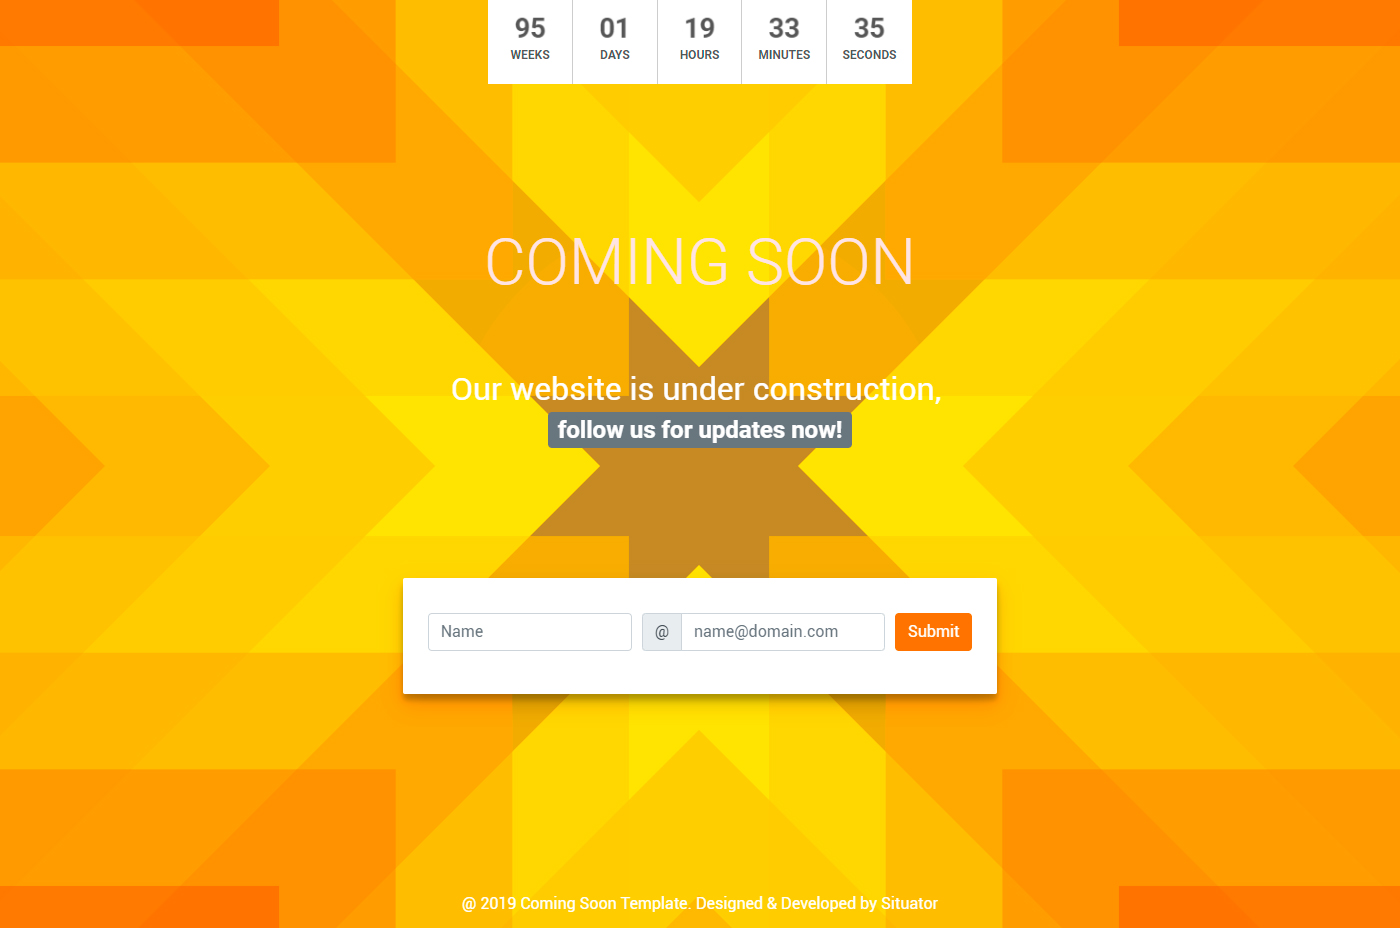 95 01 19 33 35
WEEKS DAYS HOURS MINUTES SECONDS
COMING SOON
Our website is under construction,
follow us for updates now!
Name @ name@domain.com Submit
@ 2019 Coming Soon Template. Designed & Developed by Situator